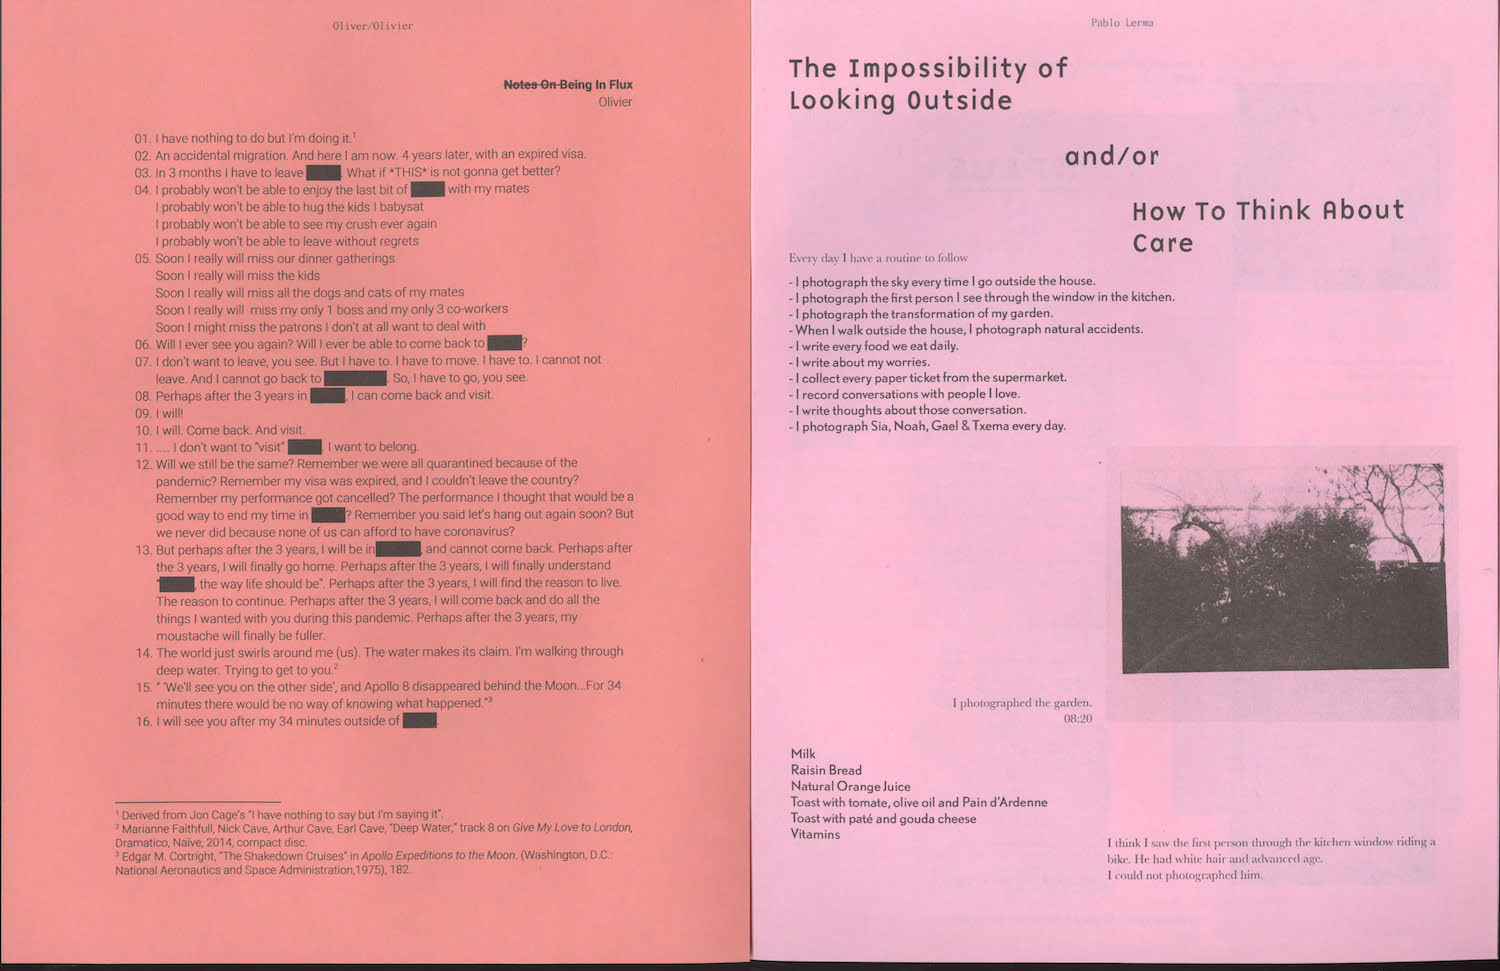 Oliver/Olivier
Notes On Being In Flux
Olivier
01. I have nothing to do but I'm doing it.¹
02. An accidental migration. And here I am now. 4 years later, with an expired visa.
03. In 3 months I have to leave . What if *THIS* is not gonna get better?
04. I probably won't be able to enjoy the last bit of with my mates
I probably won't be able to hug the kids I babysat
I probably won't be able to see my crush ever again
I probably won't be able to leave without regrets
05. Soon I really will miss our dinner gatherings
Soon I really will miss the kids
Soon I really will miss all the dogs and cats of my mates
Soon I really will miss my only 1 boss and my only 3 co-workers
Soon I might miss the patrons I don't at all want to deal with
06. Will I ever see you again? Will I ever be able to come back to ?
07. I don't want to leave, you see. But I have to. I have to move. I have to. I cannot not
leave. And I cannot go back to . So, I have to go, you see.
08. Perhaps after the 3 years in , I can come back and visit.
09. I will!
10. I will. Come back. And visit.
11. ..... I don't want to "visit" . I want to belong.
12. Will we still be the same? Remember we were all quarantined because of the
pandemic? Remember my visa was expired, and I couldn't leave the country?
Remember my performance got cancelled? The performance I thought that would be a
good way to end my time in ? Remember you said let's hang out again soon? But
we never did because none of us can afford to have coronavirus?
13. But perhaps after the 3 years, I will be in , and cannot come back. Perhaps after
the 3 years, I will finally go home. Perhaps after the 3 years, I will finally understand
" , the way life should be". Perhaps after the 3 years, I will find the reason to live.
The reason to continue. Perhaps after the 3 years, I will come back and do all the
things I wanted with you during this pandemic. Perhaps after the 3 years, my
moustache will finally be fuller.
14. The world just swirls around me (us). The water makes its claim. I'm walking through
deep water. Trying to get to you.²
15. " 'We'll see you on the other side', and Apollo 8 disappeared behind the Moon...For 34
minutes there would be no way of knowing what happened."³
16. I will see you after my 34 minutes outside of .
¹ Derived from Jon Cage's "I have nothing to say but I'm saying it".
² Marianne Faithfull, Nick Cave, Arthur Cave, Earl Cave, "Deep Water," track 8 on Give My Love to London,
Dramatico, Naïve, 2014, compact disc.
³ Edgar M. Cortright, "The Shakedown Cruises" in Apollo Expeditions to the Moon. (Washington, D.C.:
National Aeronautics and Space Administration,1975), 182.
Pablo Lerma
The Impossibility of
Looking Outside
and/or
How To Think About
Care
Every day I have a routine to follow
- I photograph the sky every time I go outside the house.
- I photograph the first person I see through the window in the kitchen.
- I photograph the transformation of my garden.
- When I walk outside the house, I photograph natural accidents.
- I write every food we eat daily.
- I write about my worries.
- I collect every paper ticket from the supermarket.
- I record conversations with people I love.
- I write thoughts about those conversation.
- I photograph Sia, Noah, Gael & Txema every day.
I photographed the garden.
08:20
Milk
Raisin Bread
Natural Orange Juice
Toast with tomate, olive oil and Pain d'Ardenne
Toast with paté and gouda cheese
Vitamins
I think I saw the first person through the kitchen window riding a
bike. He had white hair and advanced age.
I could not photographed him.